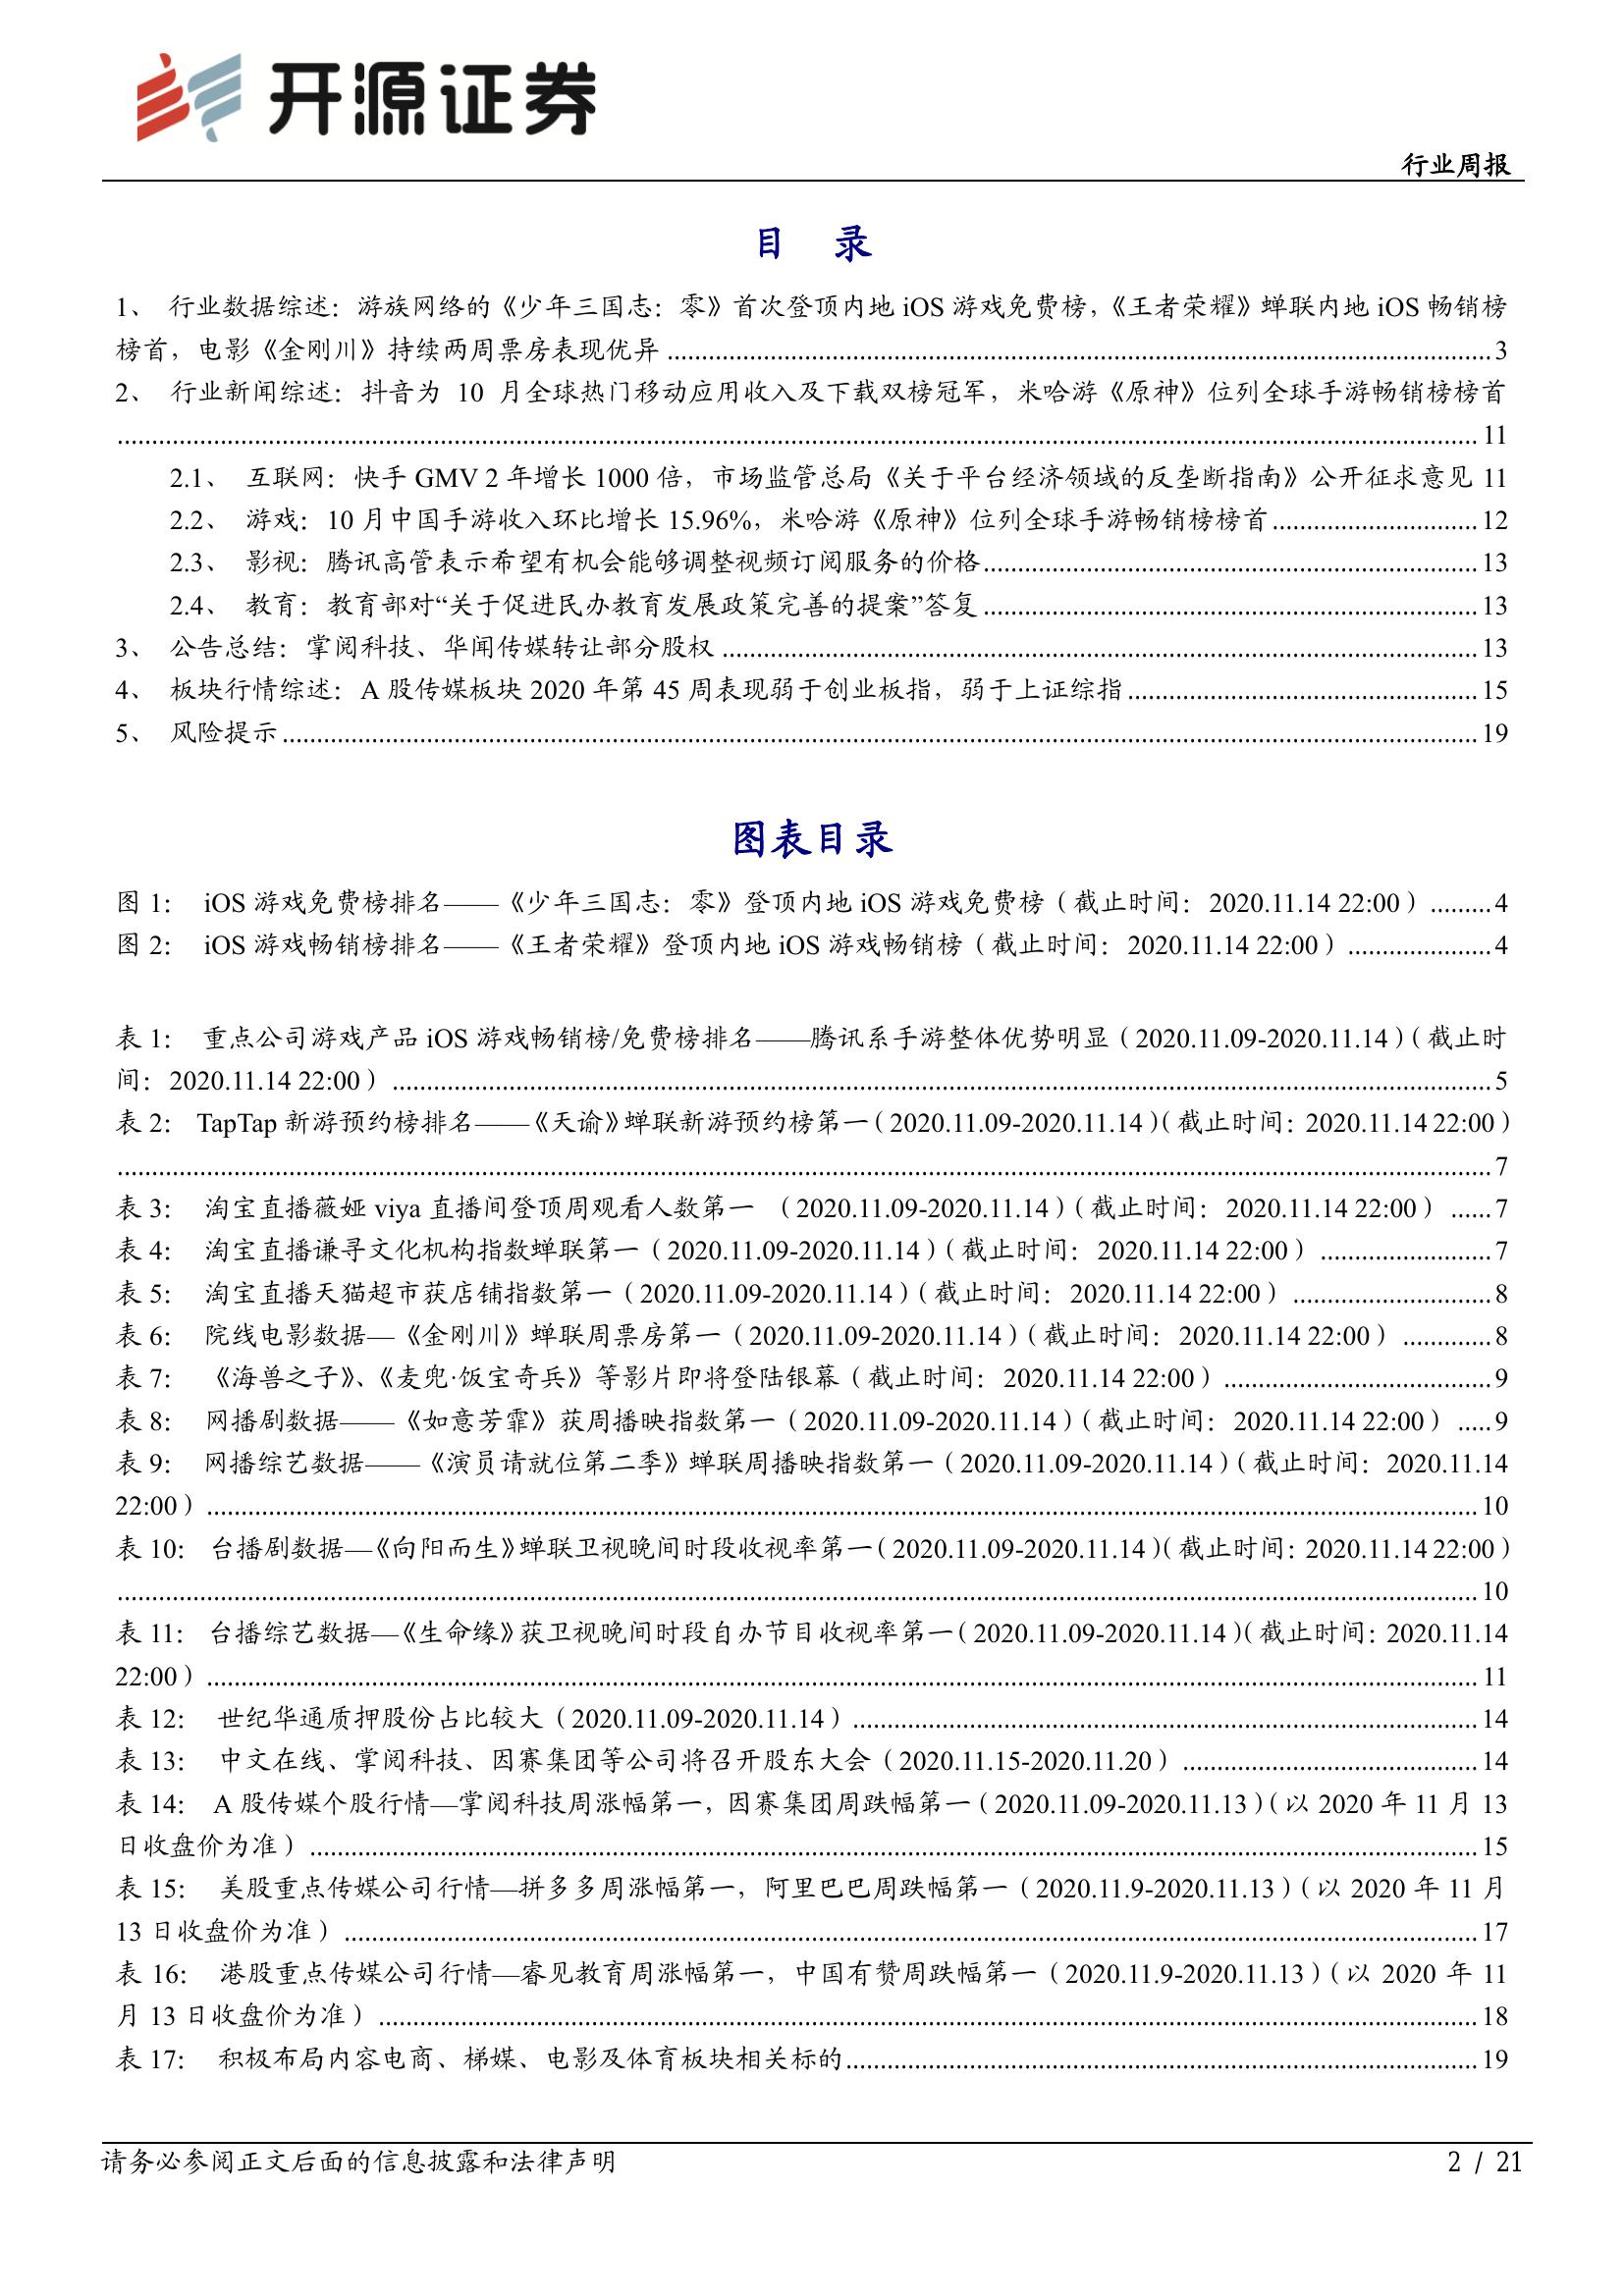 开源证券
行业周报
目 录
1、 行业数据综述：游族网络的《少年三国志：零》首次登顶内地 iOS 游戏免费榜，《王者荣耀》蝉联内地 iOS 畅销榜
榜首，电影《金刚川》持续两周票房表现优异 ........ 3
2、 行业新闻综述：抖音为 10 月全球热门移动应用收入及下载双榜冠军，米哈游《原神》位列全球手游畅销榜榜首
........ 11
2.1、 互联网：快手 GMV 2 年增长 1000 倍，市场监管总局《关于平台经济领域的反垄断指南》公开征求意见 11
2.2、 游戏：10 月中国手游收入环比增长 15.96%，米哈游《原神》位列全球手游畅销榜榜首 ........ 12
2.3、 影视：腾讯高管表示希望有机会能够调整视频订阅服务的价格 ........ 13
2.4、 教育：教育部对“关于促进民办教育发展政策完善的提案”答复 ........ 13
3、 公告总结：掌阅科技、华闻传媒转让部分股权 ........ 13
4、 板块行情综述：A 股传媒板块 2020 年第 45 周表现弱于创业板指，弱于上证综指 ........ 15
5、 风险提示 ........ 19
图表目录
图 1： iOS 游戏免费榜排名——《少年三国志：零》登顶内地 iOS 游戏免费榜（截止时间：2020.11.14 22:00） ........ 4
图 2： iOS 游戏畅销榜排名——《王者荣耀》登顶内地 iOS 游戏畅销榜（截止时间：2020.11.14 22:00） ........ 4
表 1： 重点公司游戏产品 iOS 游戏畅销榜/免费榜排名——腾讯系手游整体优势明显（2020.11.09-2020.11.14）（截止时
间：2020.11.14 22:00） ........ 5
表 2： TapTap 新游预约榜排名——《天谕》蝉联新游预约榜第一（2020.11.09-2020.11.14）（截止时间：2020.11.14 22:00）
........ 7
表 3： 淘宝直播薇娅 viya 直播间登顶周观看人数第一 （2020.11.09-2020.11.14）（截止时间：2020.11.14 22:00） ...... 7
表 4： 淘宝直播谦寻文化机构指数蝉联第一（2020.11.09-2020.11.14）（截止时间：2020.11.14 22:00） ........ 7
表 5： 淘宝直播天猫超市获店铺指数第一（2020.11.09-2020.11.14）（截止时间：2020.11.14 22:00） ........ 8
表 6： 院线电影数据—《金刚川》蝉联周票房第一（2020.11.09-2020.11.14）（截止时间：2020.11.14 22:00） ........ 8
表 7： 《海兽之子》、《麦兜·饭宝奇兵》等影片即将登陆银幕（截止时间：2020.11.14 22:00） ........ 9
表 8： 网播剧数据——《如意芳霏》获周播映指数第一（2020.11.09-2020.11.14）（截止时间：2020.11.14 22:00） ..... 9
表 9： 网播综艺数据——《演员请就位第二季》蝉联周播映指数第一（2020.11.09-2020.11.14）（截止时间：2020.11.14
22:00） ........ 10
表 10： 台播剧数据—《向阳而生》蝉联卫视晚间时段收视率第一（2020.11.09-2020.11.14）（截止时间：2020.11.14 22:00）
........ 10
表 11： 台播综艺数据—《生命缘》获卫视晚间时段自办节目收视率第一（2020.11.09-2020.11.14）（截止时间：2020.11.14
22:00） ........ 11
表 12： 世纪华通质押股份占比较大（2020.11.09-2020.11.14） ........ 14
表 13： 中文在线、掌阅科技、因赛集团等公司将召开股东大会（2020.11.15-2020.11.20） ........ 14
表 14： A 股传媒个股行情—掌阅科技周涨幅第一，因赛集团周跌幅第一（2020.11.09-2020.11.13）（以 2020 年 11 月 13
日收盘价为准） ........ 15
表 15： 美股重点传媒公司行情—拼多多周涨幅第一，阿里巴巴周跌幅第一（2020.11.9-2020.11.13）（以 2020 年 11 月
13 日收盘价为准） ........ 17
表 16： 港股重点传媒公司行情—睿见教育周涨幅第一，中国有赞周跌幅第一（2020.11.9-2020.11.13）（以 2020 年 11
月 13 日收盘价为准） ........ 18
表 17： 积极布局内容电商、梯媒、电影及体育板块相关标的 ........ 19
请务必参阅正文后面的信息披露和法律声明
2 / 21